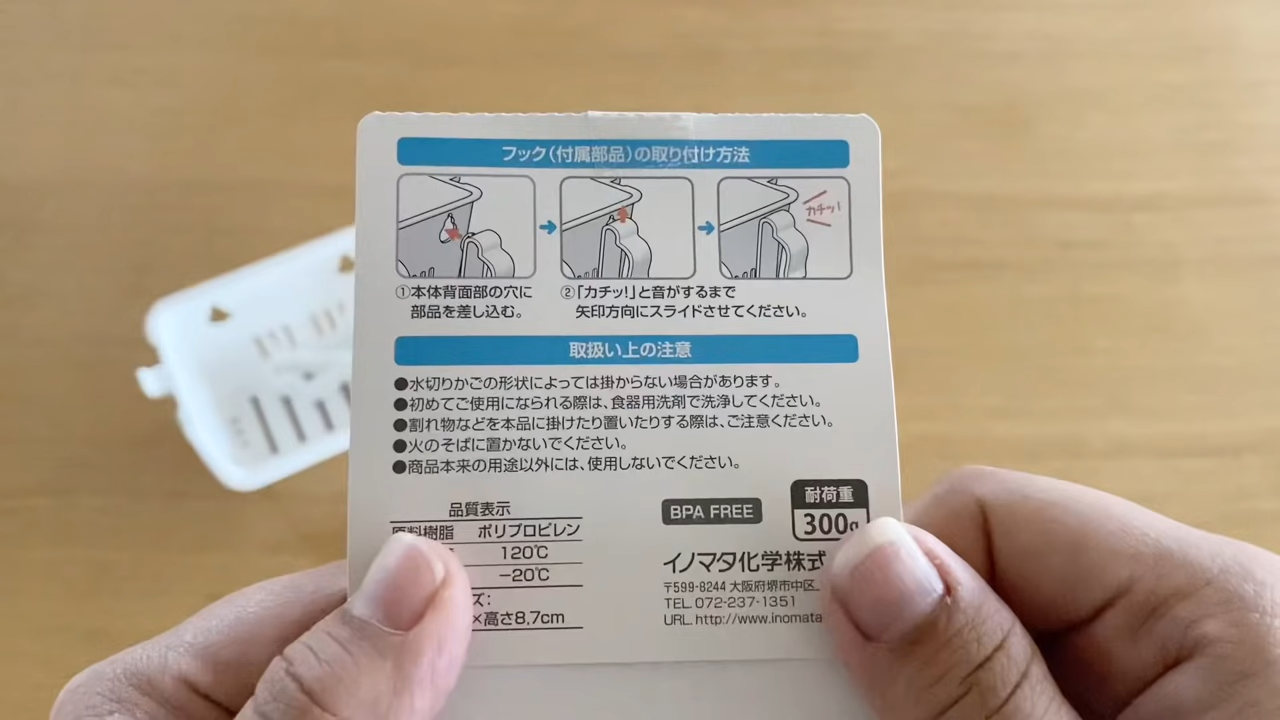 フック(付属部品)の取り付け方法
カチッ!
①本体背面部の穴に
部品を差し込む。
②「カチッ!」と音がするまで
矢印方向にスライドさせてください。
取扱い上の注意
●水切りかごの形状によっては掛からない場合があります。
●初めてご使用になられる際は、食器用洗剤で洗浄してください。
●割れ物などを本品に掛けたり置いたりする際は、ご注意ください。
●火のそばに置かないでください。
●商品本来の用途以外には、使用しないでください。
品質表示
原料樹脂 ポリプロピレン
120℃
−20℃
ズ:
×高さ8,7cm
BPA FREE
耐荷重
300g
イノマタ化学株式
〒599-8244 大阪府堺市中区
TEL.072-237-1351
URL.http://www.inomata